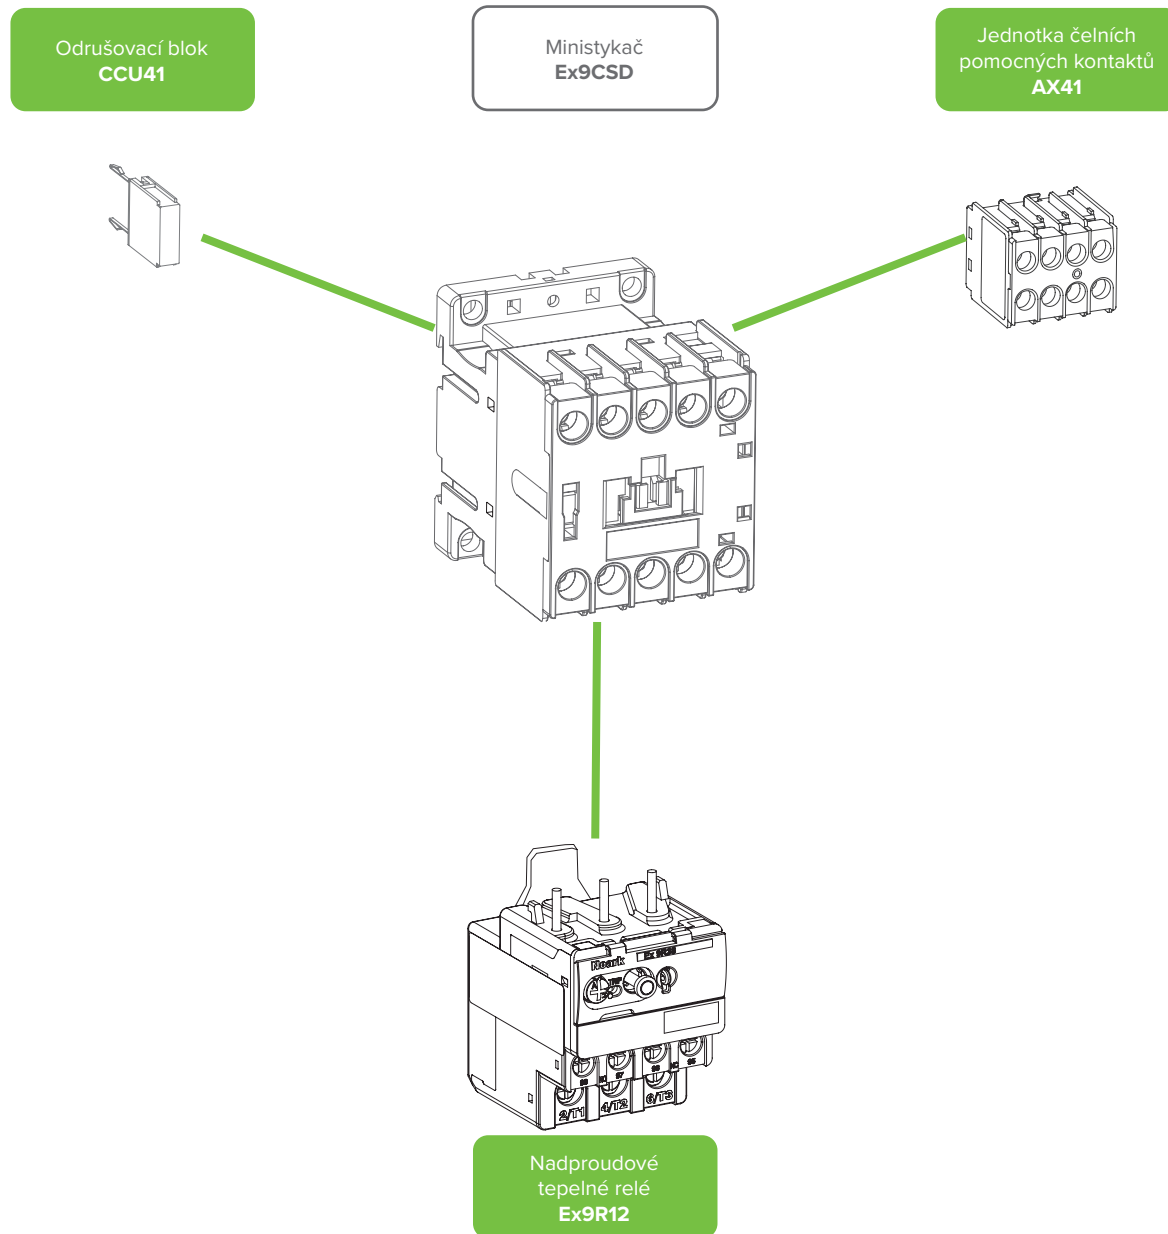 Odrušovací blok
CCU41
Ministykač
Ex9CSD
Jednotka čelních
pomocných kontaktů
AX41
Noark
2/T1
4/T2
6/T3
Nadproudové
tepelné relé
Ex9R12